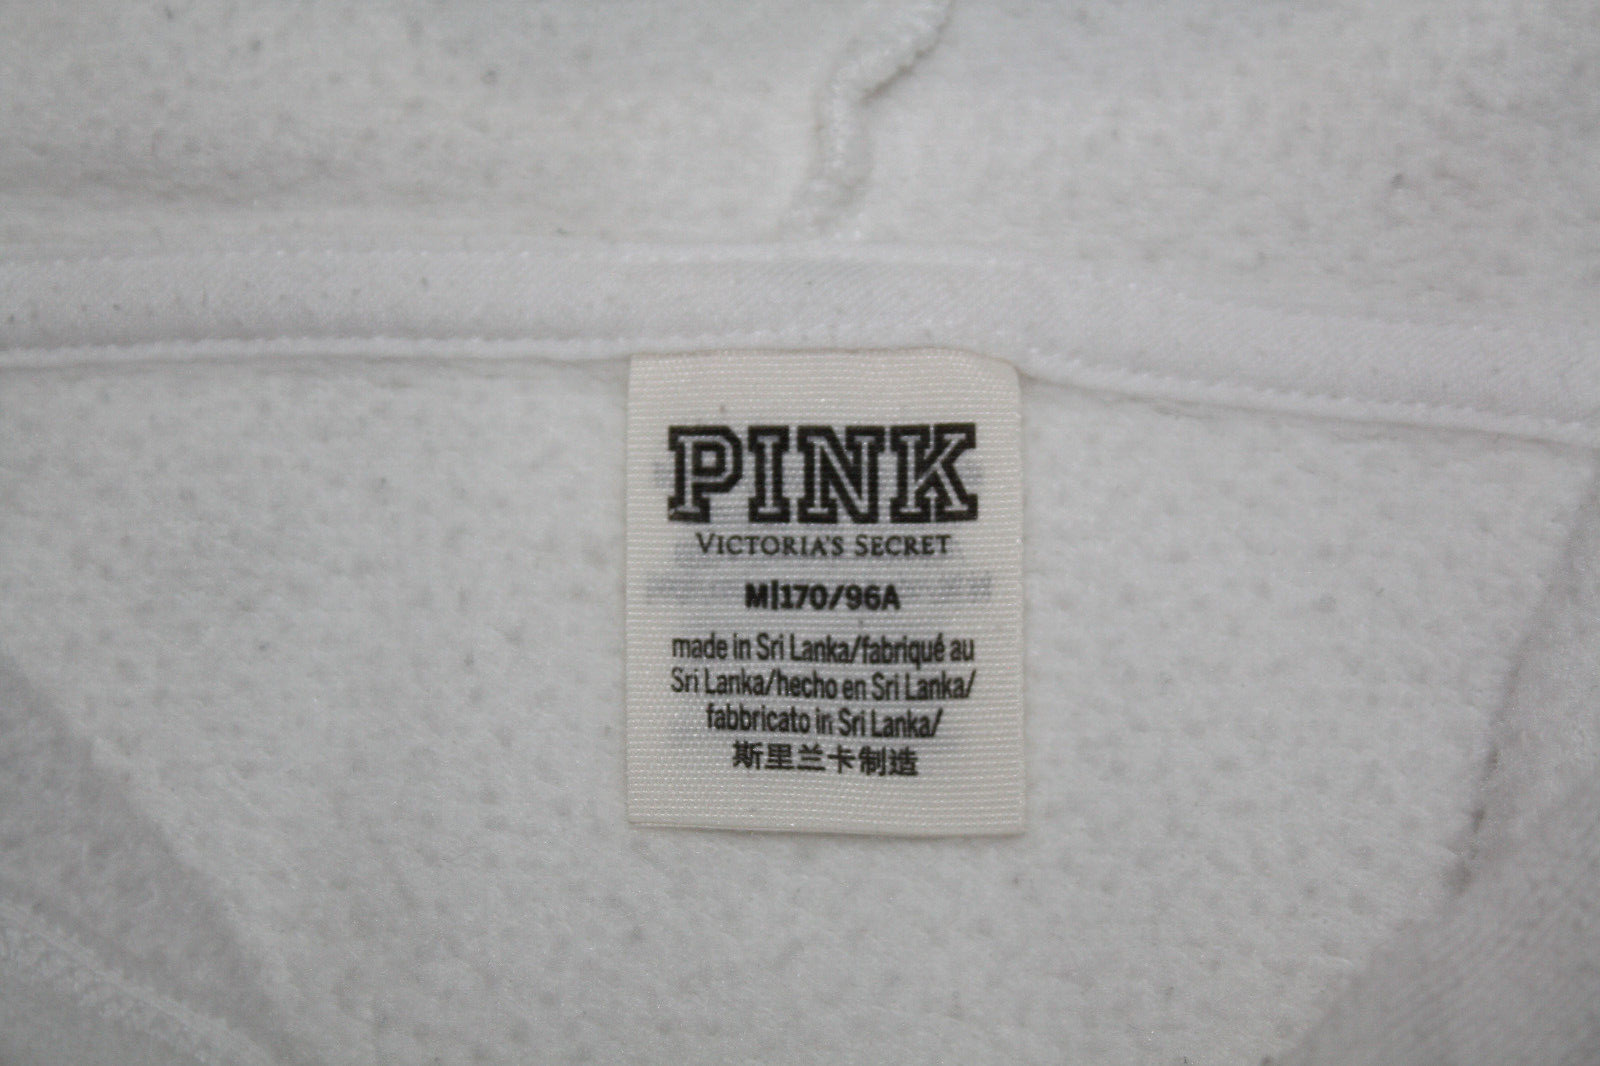 PINK
VICTORIA'S SECRET
M|170/96A
made in Sri Lanka/fabriqué au
Sri Lanka/hecho en Sri Lanka/
fabbricato in Sri Lanka/
斯里兰卡制造